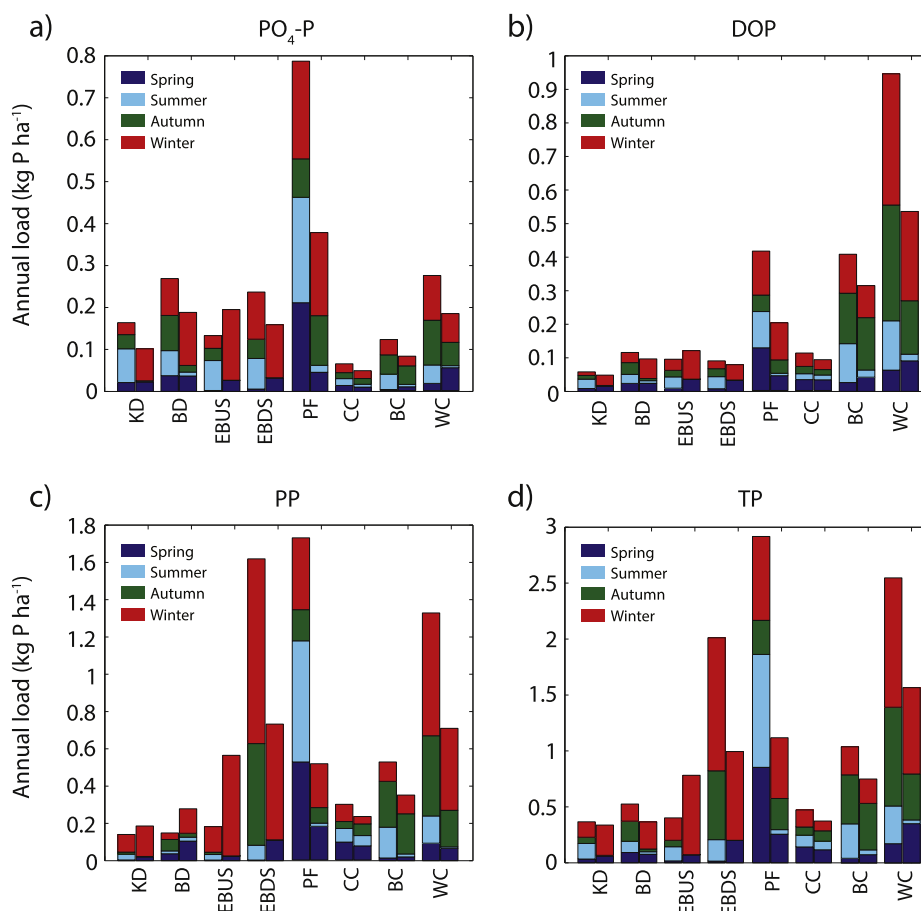 a) PO₄-P
Annual load (kg P ha⁻¹)
0.8
0.7
0.6
0.5
0.4
0.3
0.2
0.1
0
Spring
Summer
Autumn
Winter
KD BD EBUS EBDS PF CC BC WC
b) DOP
1
0.9
0.8
0.7
0.6
0.5
0.4
0.3
0.2
0.1
0
Spring
Summer
Autumn
Winter
KD BD EBUS EBDS PF CC BC WC
c) PP
Annual load (kg P ha⁻¹)
1.8
1.6
1.4
1.2
1
0.6
0.4
0.2
0
Spring
Summer
Autumn
Winter
KD BD EBUS EBDS PF CC BC WC
d) TP
3
2.5
2
1.5
1
0.5
0
Spring
Summer
Autumn
Winter
KD BD EBUS EBDS PF CC BC WC